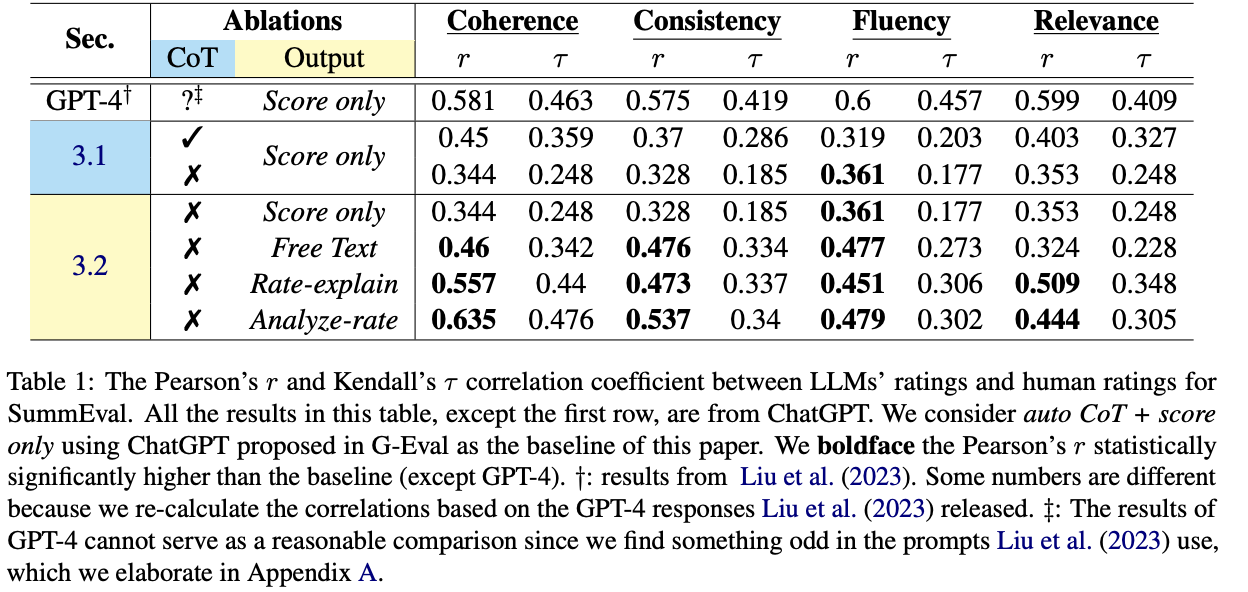 Sec. Ablations Coherence Consistency Fluency Relevance
CoT Output r τ r τ r τ r τ
GPT-4† ?‡ Score only 0.581 0.463 0.575 0.419 0.6 0.457 0.599 0.409
3.1 ✓ Score only 0.45 0.359 0.37 0.286 0.319 0.203 0.403 0.327
✗ 0.344 0.248 0.328 0.185 0.361 0.177 0.353 0.248
3.2 ✗ Score only 0.344 0.248 0.328 0.185 0.361 0.177 0.353 0.248
✗ Free Text 0.46 0.342 0.476 0.334 0.477 0.273 0.324 0.228
✗ Rate-explain 0.557 0.44 0.473 0.337 0.451 0.306 0.509 0.348
✗ Analyze-rate 0.635 0.476 0.537 0.34 0.479 0.302 0.444 0.305
Table 1: The Pearson's r and Kendall's τ correlation coefficient between LLMs' ratings and human ratings for
SummEval. All the results in this table, except the first row, are from ChatGPT. We consider auto CoT + score
only using ChatGPT proposed in G-Eval as the baseline of this paper. We boldface the Pearson's r statistically
significantly higher than the baseline (except GPT-4). †: results from Liu et al. (2023). Some numbers are different
because we re-calculate the correlations based on the GPT-4 responses Liu et al. (2023) released. ‡: The results of
GPT-4 cannot serve as a reasonable comparison since we find something odd in the prompts Liu et al. (2023) use,
which we elaborate in Appendix A.